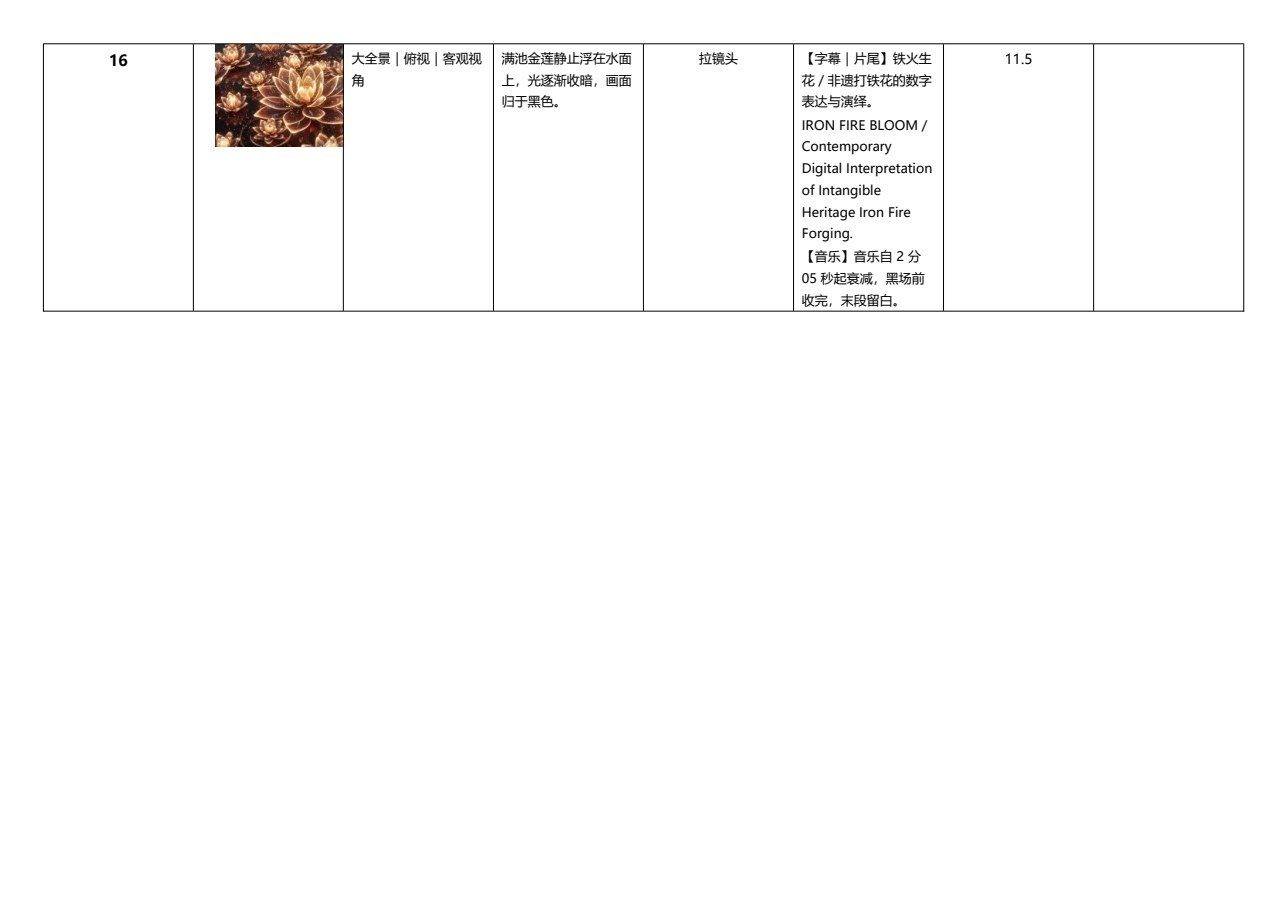 16
大全景｜俯视｜客观视
角
满池金莲静止浮在水面
上，光逐渐收暗，画面
归于黑色。
拉镜头
【字幕｜片尾】铁火生
花 / 非遗打铁花的数字
表达与演绎。
IRON FIRE BLOOM /
Contemporary
Digital Interpretation
of Intangible
Heritage Iron Fire
Forging.
【音乐】音乐自 2 分
05 秒起衰减，黑场前
收完，末段留白。
11.5